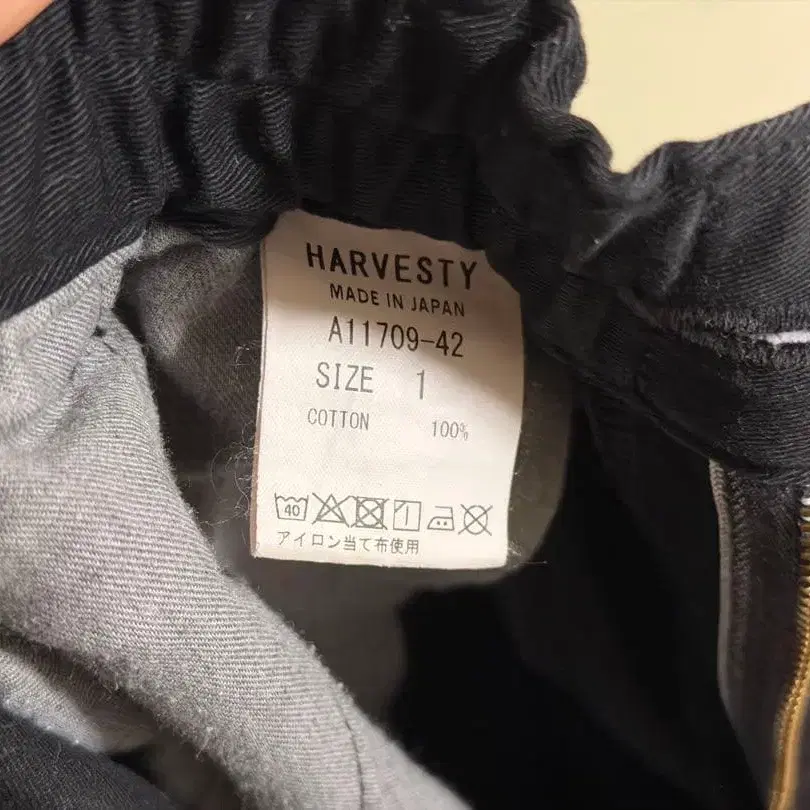 HARVESTY
MADE IN JAPAN
A11709-42
SIZE 1
COTTON 100%
40
アイロン当て布使用